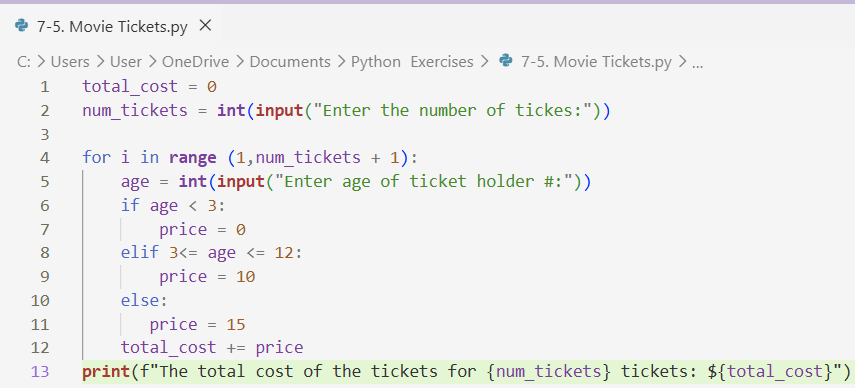 7-5. Movie Tickets.py ×
C: > Users > User > OneDrive > Documents > Python Exercises > 7-5. Movie Tickets.py > ...
1 total_cost = 0
2 num_tickets = int(input("Enter the number of tickes:"))
3
4 for i in range (1,num_tickets + 1):
5     age = int(input("Enter age of ticket holder #:"))
6     if age < 3:
7         price = 0
8     elif 3<= age <= 12:
9         price = 10
10     else:
11        price = 15
12     total_cost += price
13 print(f"The total cost of the tickets for {num_tickets} tickets: ${total_cost}")